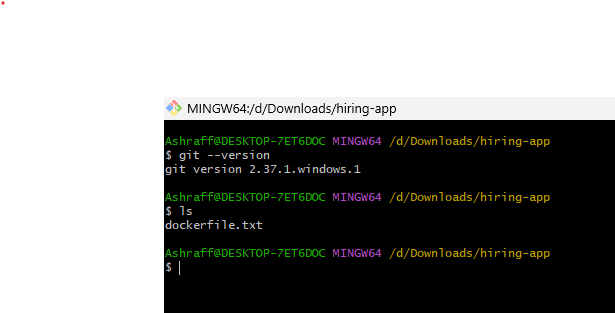 MINGW64:/d/Downloads/hiring-app
Ashraff@DESKTOP-7ET6DOC MINGW64 /d/Downloads/hiring-app
$ git --version
git version 2.37.1.windows.1
Ashraff@DESKTOP-7ET6DOC MINGW64 /d/Downloads/hiring-app
$ ls
dockerfile.txt
Ashraff@DESKTOP-7ET6DOC MINGW64 /d/Downloads/hiring-app
$